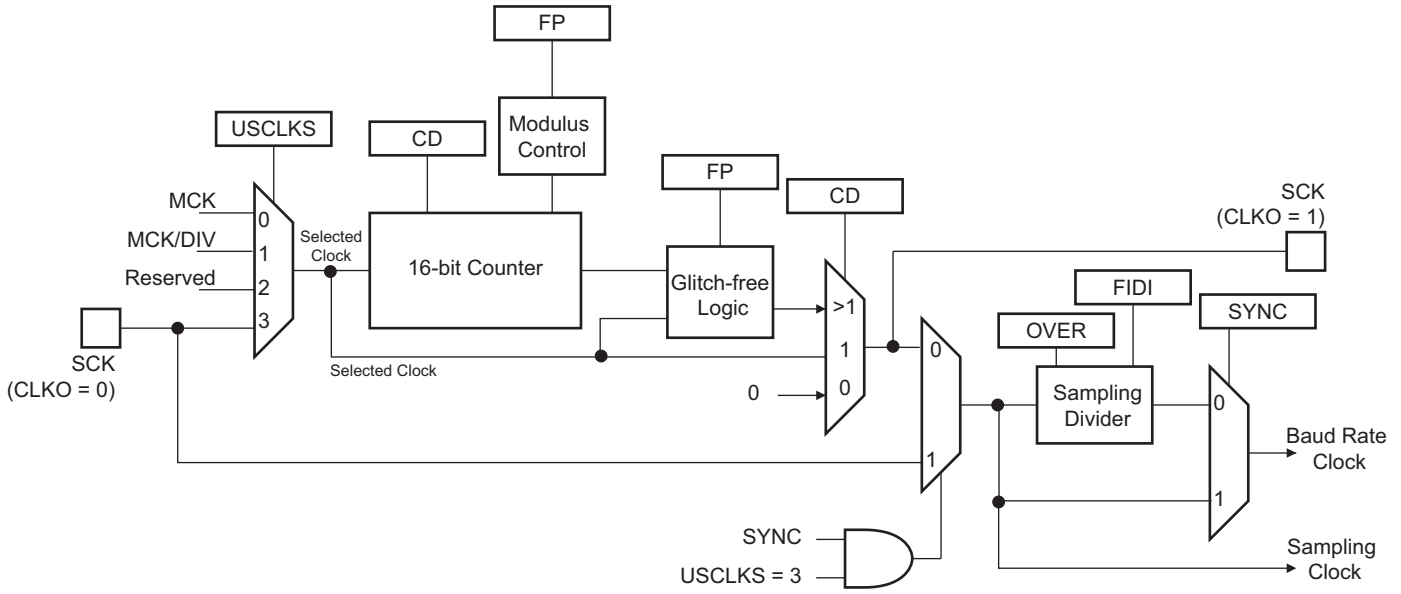 FP
USCLKS
CD
Modulus
Control
FP
CD
MCK
MCK/DIV
Reserved
0
1
2
3
Selected
Clock
16-bit Counter
Glitch-free
Logic
>1
1
0
0
SCK
(CLKO = 1)
SCK
(CLKO = 0)
Selected Clock
0
1
OVER
FIDI
SYNC
Sampling
Divider
0
1
Baud Rate
Clock
SYNC
USCLKS = 3
Sampling
Clock